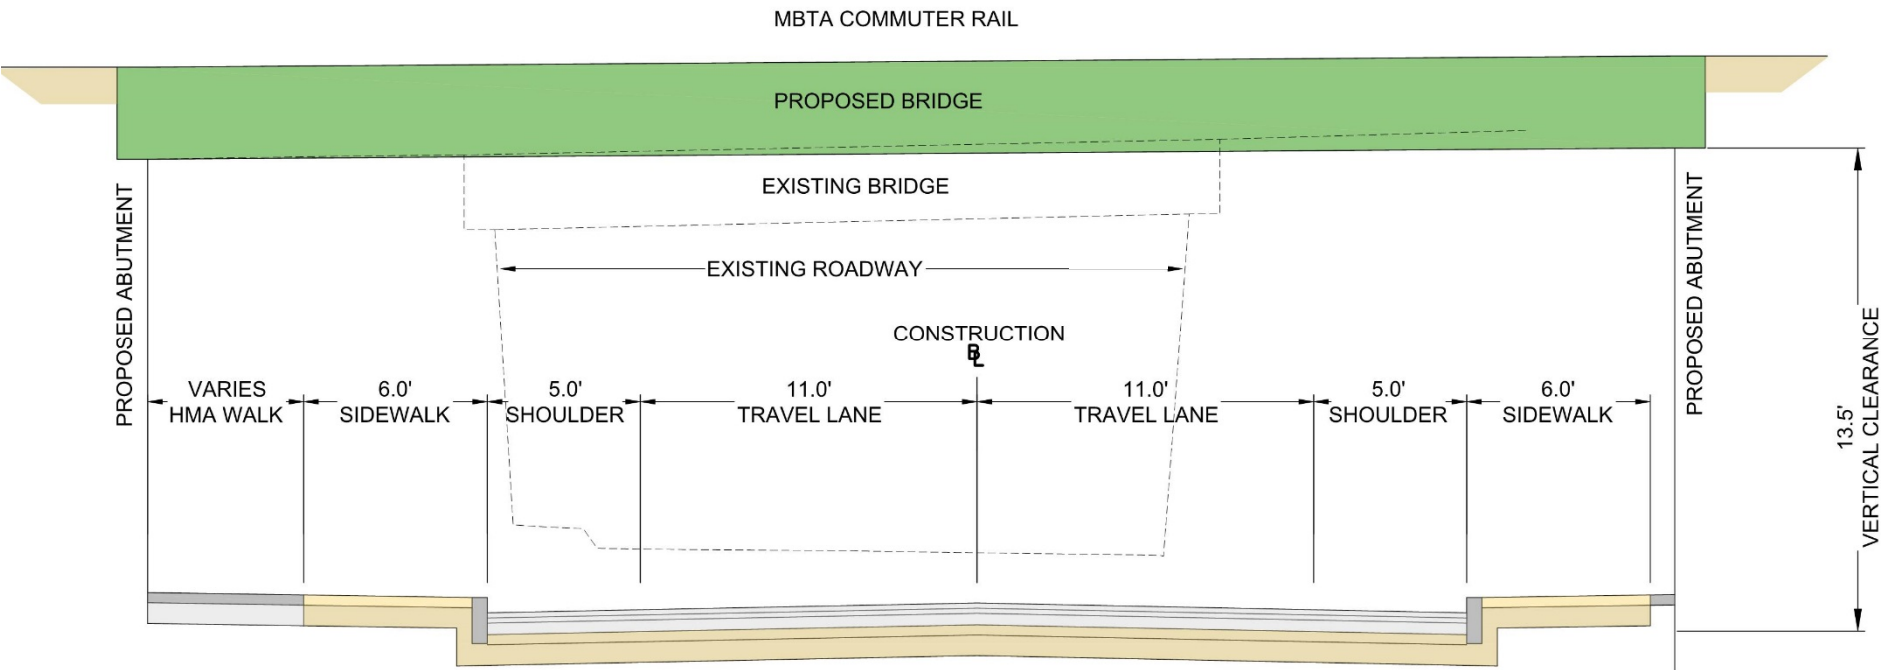 MBTA COMMUTER RAIL
PROPOSED BRIDGE
EXISTING BRIDGE
EXISTING ROADWAY
CONSTRUCTION
BL
PROPOSED ABUTMENT
VARIES
HMA WALK
6.0'
SIDEWALK
5.0'
SHOULDER
11.0'
TRAVEL LANE
11.0'
TRAVEL LANE
5.0'
SHOULDER
6.0'
SIDEWALK
PROPOSED ABUTMENT
13.5'
VERTICAL CLEARANCE